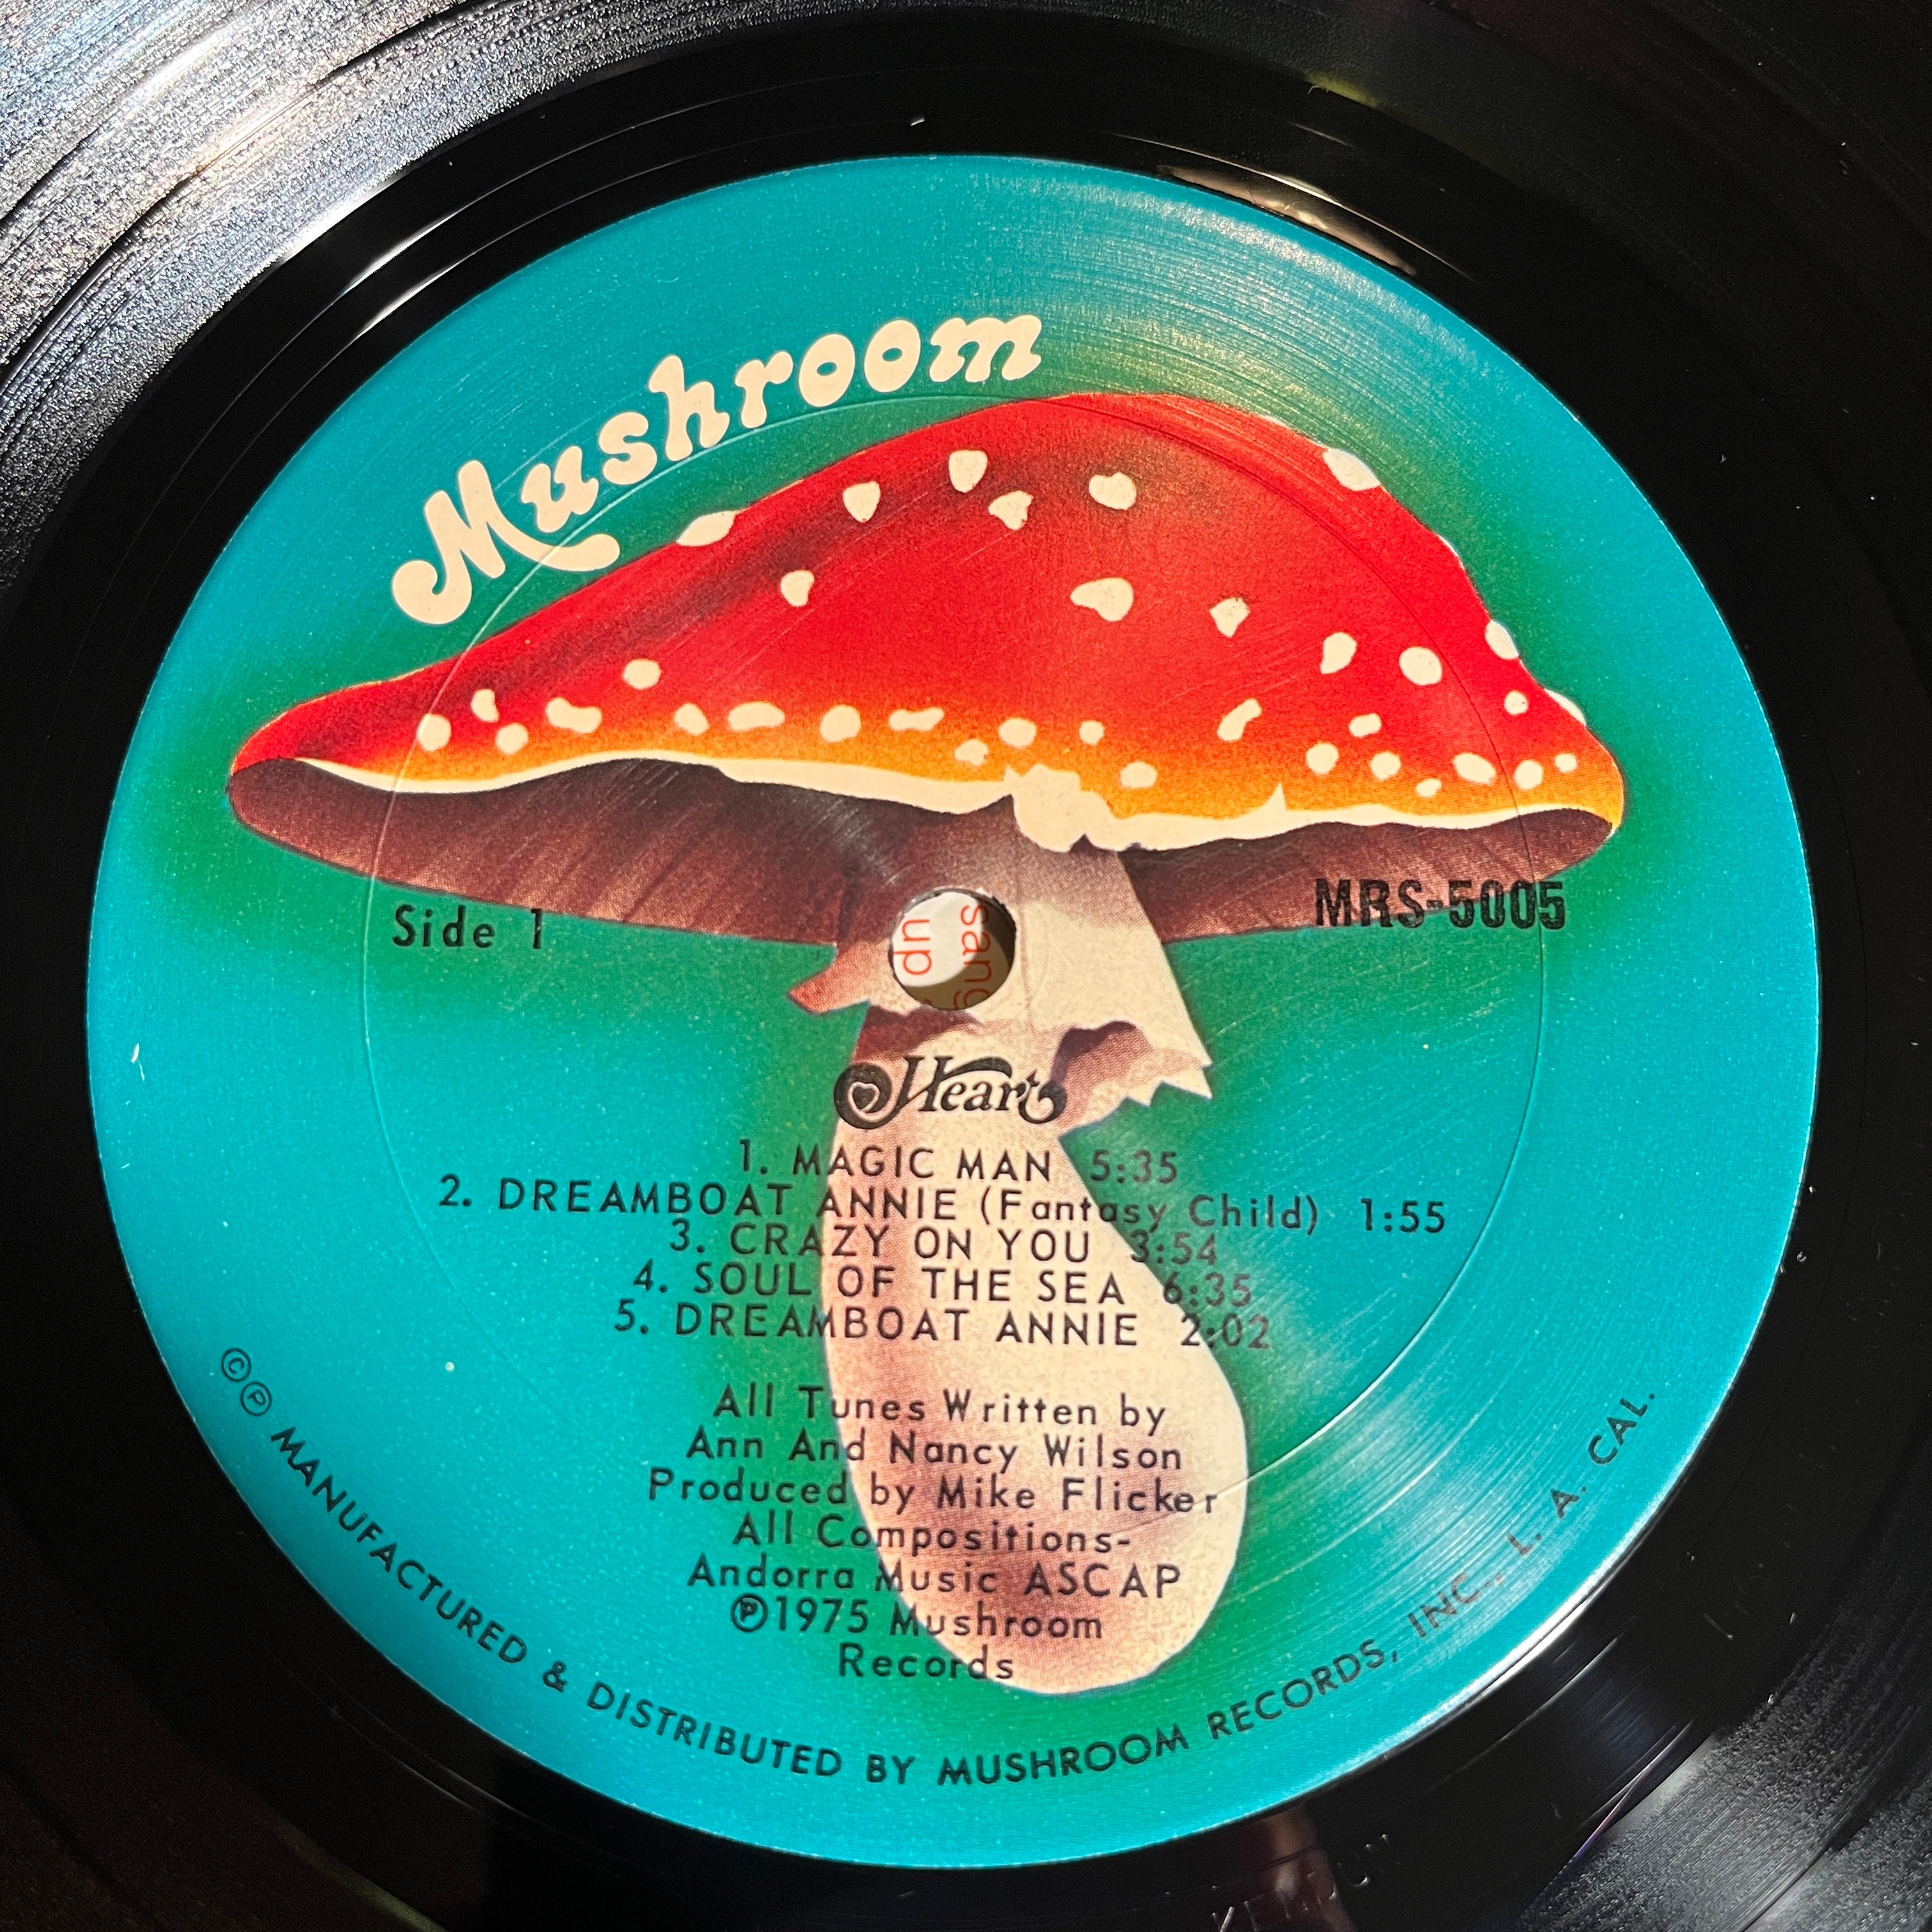 Mushroom
Side 1
MRS-5005
up
sang
Heart
1. MAGIC MAN 5:35
2. DREAMBOAT ANNIE (Fantasy Child) 1:55
3. CRAZY ON YOU 3:54
4. SOUL OF THE SEA 6:35
5. DREAMBOAT ANNIE 2:02
All Tunes Written by
Ann And Nancy Wilson
Produced by Mike Flicker
All Compositions-
Andorra Music ASCAP
℗1975 Mushroom
Records
©℗ MANUFACTURED & DISTRIBUTED BY MUSHROOM RECORDS, INC., L. A. CAL.
KENDUN